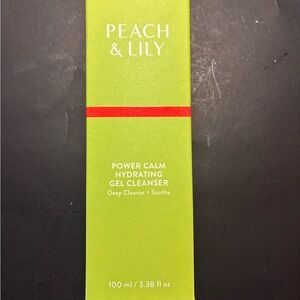 PEACH
& LILY
POWER CALM
HYDRATING
GEL CLEANSER
Deep Cleanse + Soothe
100 ml / 3.38 fl oz